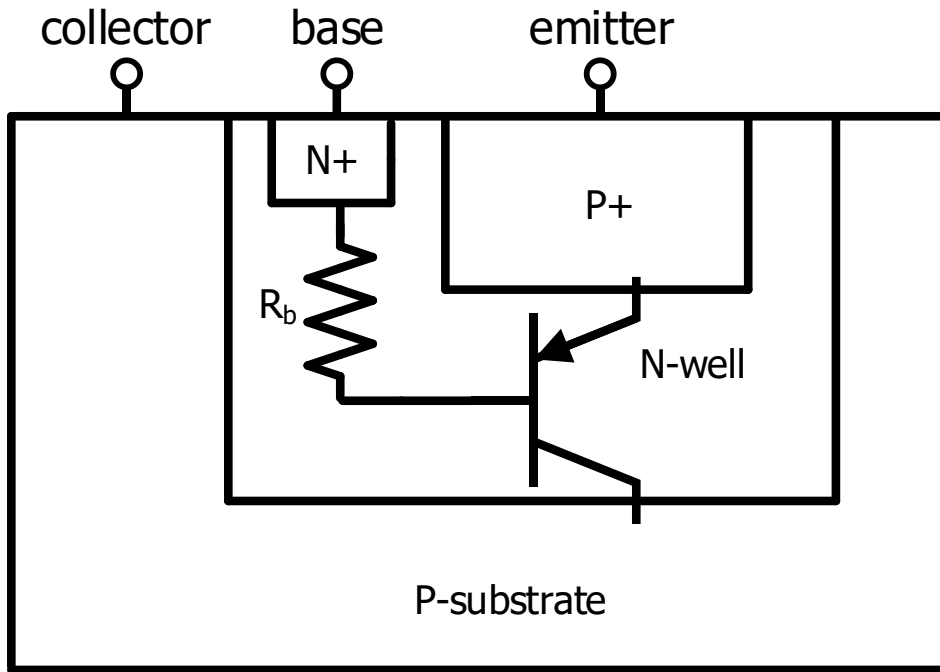 collector base emitter
N+
P+
Rb
N-well
P-substrate